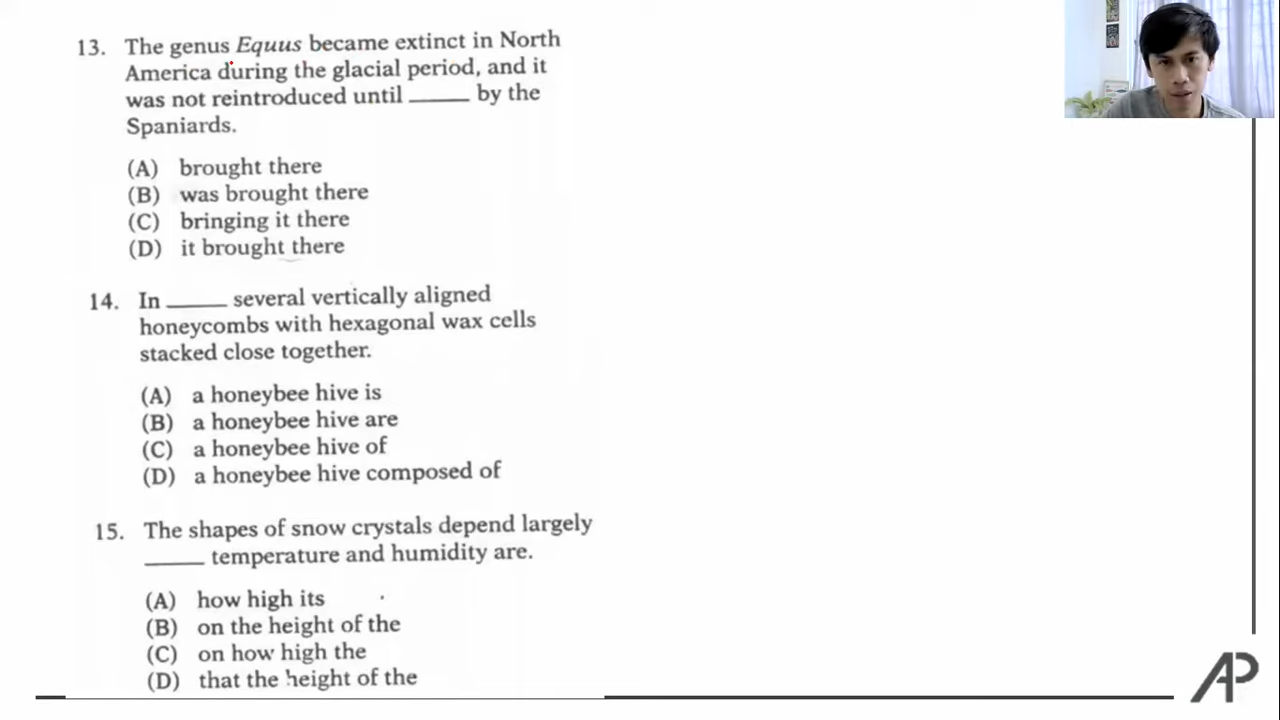 13. The genus Equus became extinct in North
America during the glacial period, and it
was not reintroduced until _____ by the
Spaniards.
(A) brought there
(B) was brought there
(C) bringing it there
(D) it brought there
14. In _____ several vertically aligned
honeycombs with hexagonal wax cells
stacked close together.
(A) a honeybee hive is
(B) a honeybee hive are
(C) a honeybee hive of
(D) a honeybee hive composed of
15. The shapes of snow crystals depend largely
_____ temperature and humidity are.
(A) how high its
(B) on the height of the
(C) on how high the
(D) that the height of the
AP